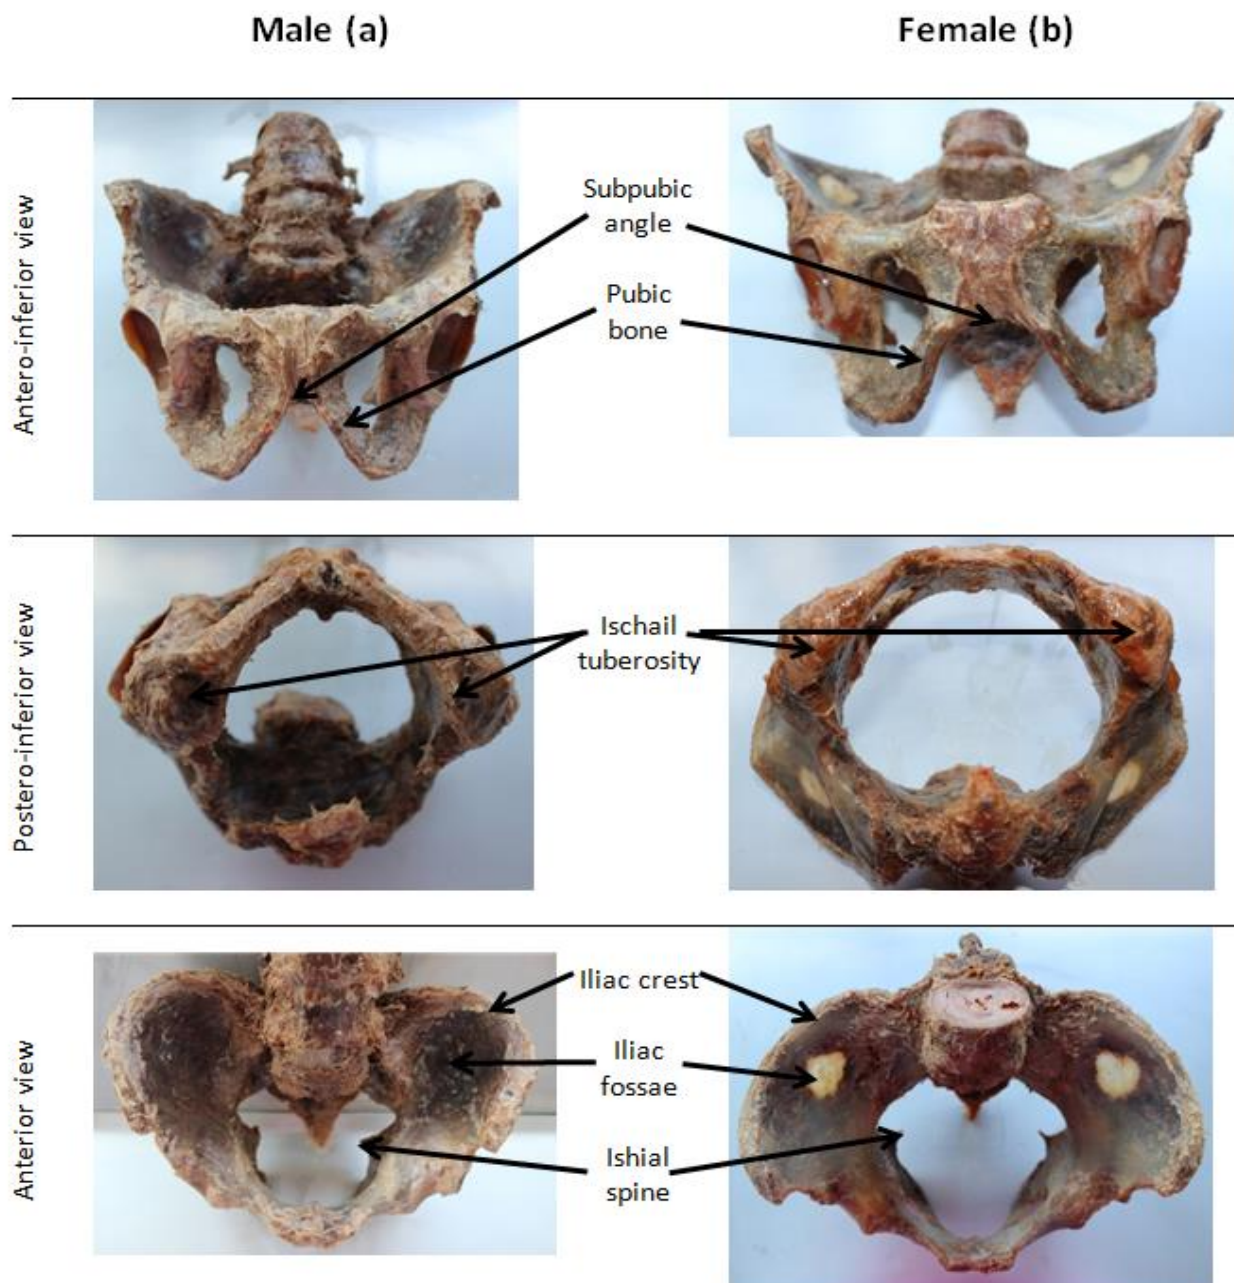 Male (a)
Female (b)
Antero-inferior view
Subpubic
angle
Pubic
bone
Postero-inferior view
Ischail
tuberosity
Anterior view
Iliac crest
Iliac
fossae
Ishial
spine